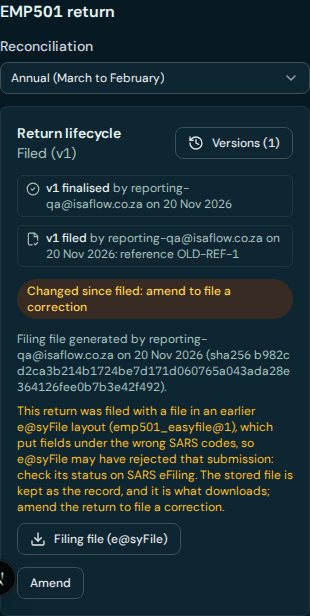 EMP501 return
Reconciliation
Annual (March to February)
Return lifecycle
Filed (v1)
Versions (1)
v1 finalised by reporting-
qa@isaflow.co.za on 20 Nov 2026
v1 filed by reporting-qa@isaflow.co.za on
20 Nov 2026: reference OLD-REF-1
Changed since filed: amend to file a
correction
Filing file generated by reporting-
qa@isaflow.co.za on 20 Nov 2026 (sha256 b982c
d2ca3b214b1724be7d171d060765a043ada28e
364126fee0b7b3e42f492).
This return was filed with a file in an earlier
e@syFile layout (emp501_easyfile@1), which
put fields under the wrong SARS codes, so
e@syFile may have rejected that submission:
check its status on SARS eFiling. The stored file is
kept as the record, and it is what downloads;
amend the return to file a correction.
Filing file (e@syFile)
Amend